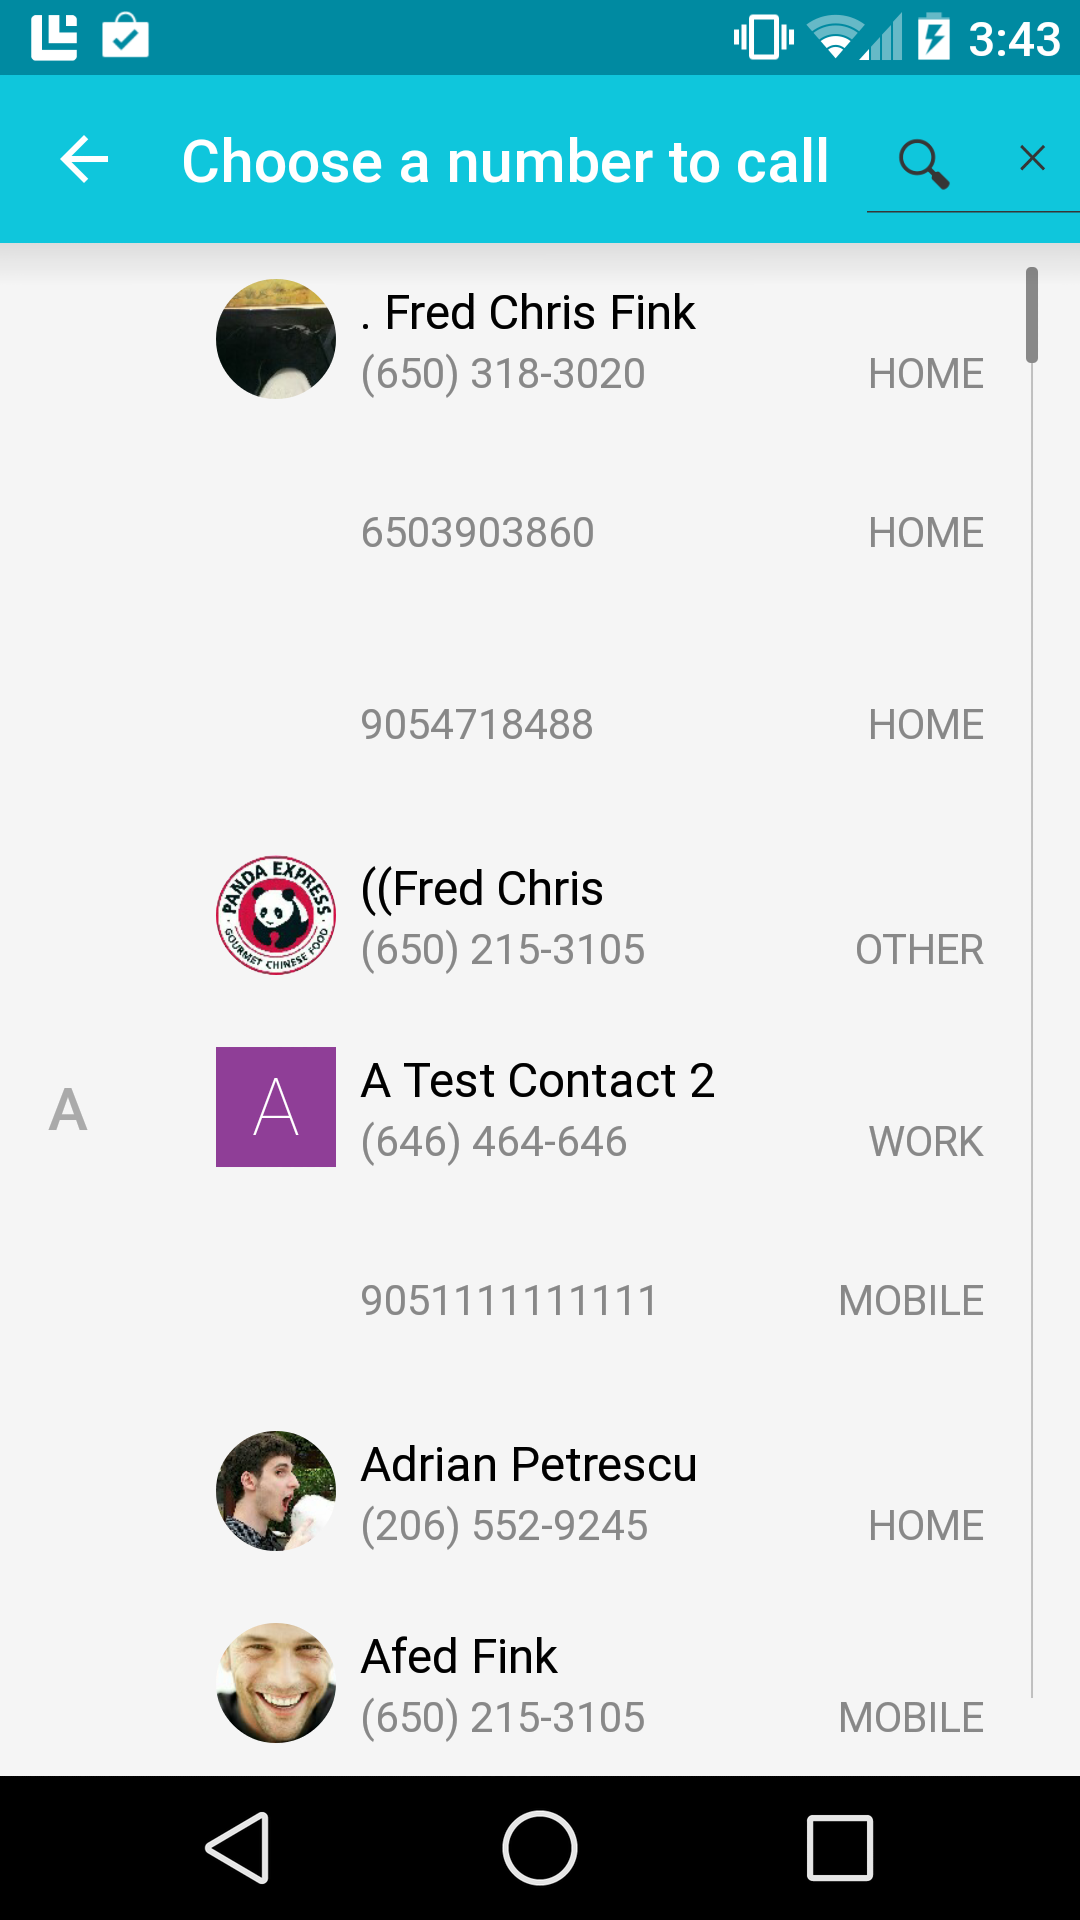 3:43
Choose a number to call
. Fred Chris Fink
(650) 318-3020 HOME
6503903860 HOME
9054718488 HOME
PANDA EXPRESS
GOURMET CHINESE FOOD
((Fred Chris
(650) 215-3105 OTHER
A
A
A Test Contact 2
(646) 464-646 WORK
9051111111111 MOBILE
Adrian Petrescu
(206) 552-9245 HOME
Afed Fink
(650) 215-3105 MOBILE